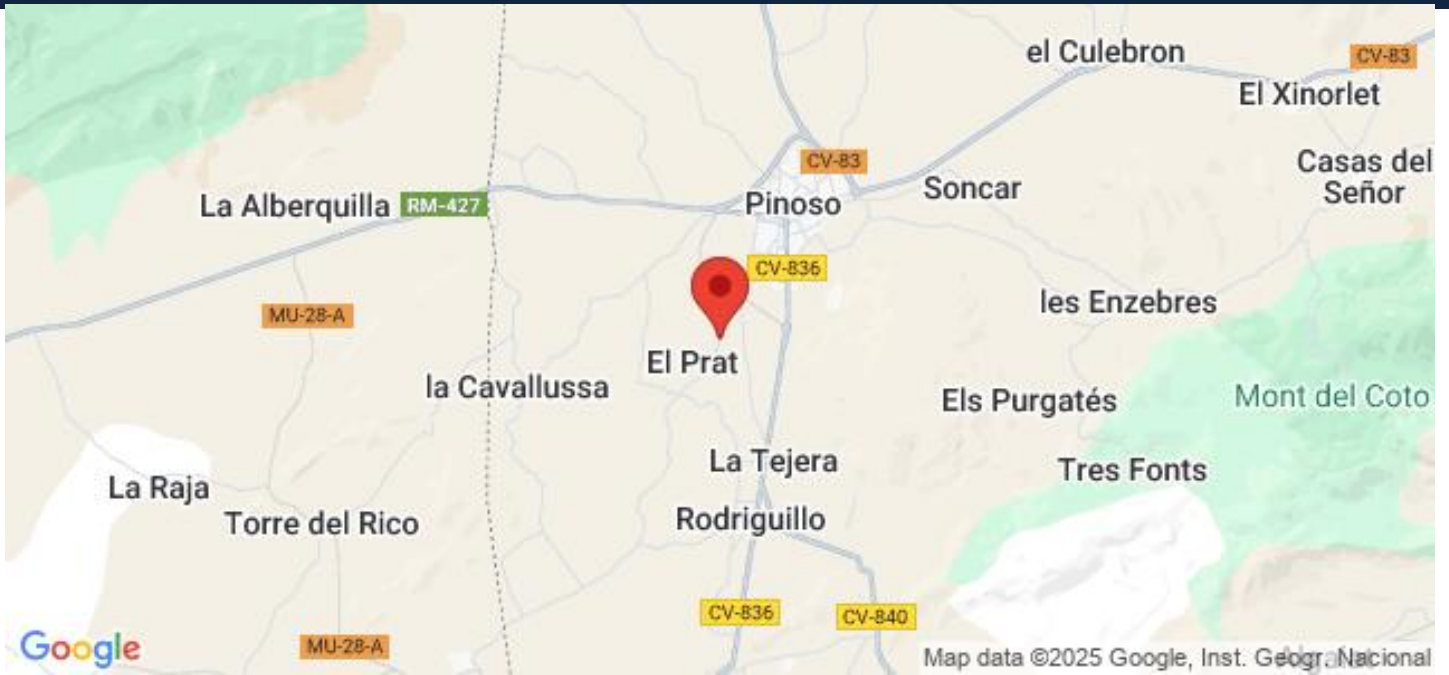 el Culebron
CV-83
El Xinorlet
CV-83
Casas del
Señor
La Alberquilla
RM-427
Pinoso
Soncar
CV-836
MU-28-A
les Enzebres
El Prat
la Cavallussa
Els Purgatés
Mont del Coto
La Tejera
Tres Fonts
La Raja
Torre del Rico
Rodriguillo
CV-836
CV-840
Google
MU-28-A
Map data ©2025 Google, Inst. Geogr. Nacional